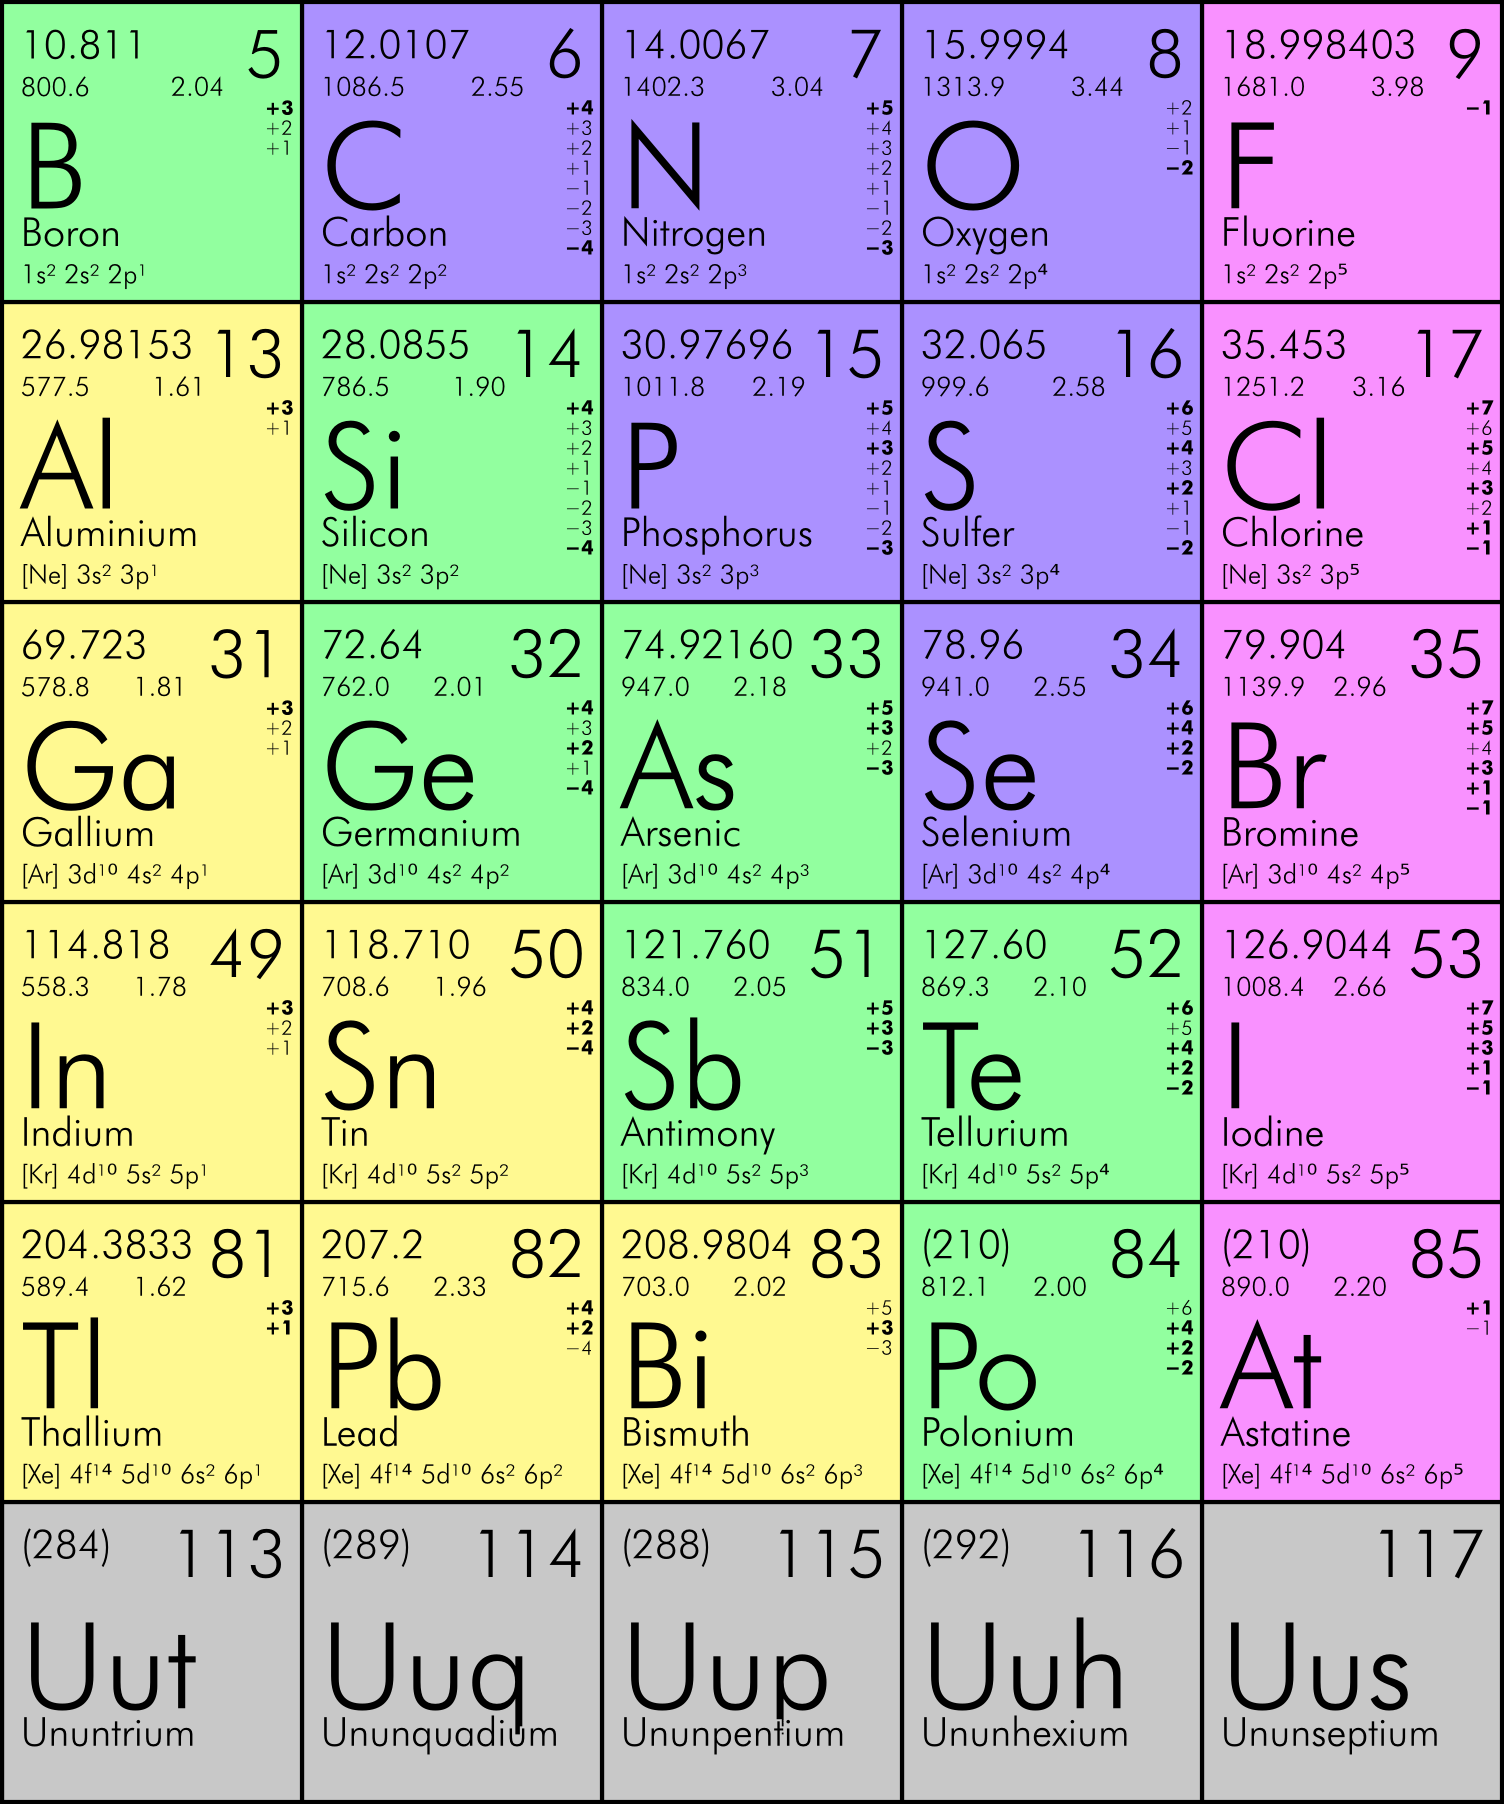 10.811 5
800.6 2.04
+3
+2
+1
B
Boron
1s² 2s² 2p¹
12.0107 6
1086.5 2.55
+4
+3
+2
+1
−1
−2
−3
−4
C
Carbon
1s² 2s² 2p²
14.0067 7
1402.3 3.04
+5
+4
+3
+2
+1
−1
−2
−3
N
Nitrogen
1s² 2s² 2p³
15.9994 8
1313.9 3.44
+2
+1
−1
−2
O
Oxygen
1s² 2s² 2p⁴
18.998403 9
1681.0 3.98
−1
F
Fluorine
1s² 2s² 2p⁵
26.98153 13
577.5 1.61
+3
+1
Al
Aluminium
[Ne] 3s² 3p¹
28.0855 14
786.5 1.90
+4
+3
+2
+1
−1
−2
−3
−4
Si
Silicon
[Ne] 3s² 3p²
30.97696 15
1011.8 2.19
+5
+4
+3
+2
+1
−1
−2
−3
P
Phosphorus
[Ne] 3s² 3p³
32.065 16
999.6 2.58
+6
+5
+4
+3
+2
+1
−1
−2
S
Sulfer
[Ne] 3s² 3p⁴
35.453 17
1251.2 3.16
+7
+6
+5
+4
+3
+2
+1
−1
Cl
Chlorine
[Ne] 3s² 3p⁵
69.723 31
578.8 1.81
+3
+2
+1
Ga
Gallium
[Ar] 3d¹⁰ 4s² 4p¹
72.64 32
762.0 2.01
+4
+3
+2
+1
−4
Ge
Germanium
[Ar] 3d¹⁰ 4s² 4p²
74.92160 33
947.0 2.18
+5
+3
+2
−3
As
Arsenic
[Ar] 3d¹⁰ 4s² 4p³
78.96 34
941.0 2.55
+6
+4
+2
−2
Se
Selenium
[Ar] 3d¹⁰ 4s² 4p⁴
79.904 35
1139.9 2.96
+7
+5
+4
+3
+1
−1
Br
Bromine
[Ar] 3d¹⁰ 4s² 4p⁵
114.818 49
558.3 1.78
+3
+2
+1
In
Indium
[Kr] 4d¹⁰ 5s² 5p¹
118.710 50
708.6 1.96
+4
+2
−4
Sn
Tin
[Kr] 4d¹⁰ 5s² 5p²
121.760 51
834.0 2.05
+5
+3
−3
Sb
Antimony
[Kr] 4d¹⁰ 5s² 5p³
127.60 52
869.3 2.10
+6
+5
+4
+2
−2
Te
Tellurium
[Kr] 4d¹⁰ 5s² 5p⁴
126.9044 53
1008.4 2.66
+7
+5
+3
+1
−1
I
Iodine
[Kr] 4d¹⁰ 5s² 5p⁵
204.3833 81
589.4 1.62
+3
+1
Tl
Thallium
[Xe] 4f¹⁴ 5d¹⁰ 6s² 6p¹
207.2 82
715.6 2.33
+4
+2
−4
Pb
Lead
[Xe] 4f¹⁴ 5d¹⁰ 6s² 6p²
208.9804 83
703.0 2.02
+5
+3
−3
Bi
Bismuth
[Xe] 4f¹⁴ 5d¹⁰ 6s² 6p³
(210) 84
812.1 2.00
+6
+4
+2
−2
Po
Polonium
[Xe] 4f¹⁴ 5d¹⁰ 6s² 6p⁴
(210) 85
890.0 2.20
+1
−1
At
Astatine
[Xe] 4f¹⁴ 5d¹⁰ 6s² 6p⁵
(284) 113
Uut
Ununtrium
(289) 114
Uuq
Ununquadium
(288) 115
Uup
Ununpentium
(292) 116
Uuh
Ununhexium
117
Uus
Ununseptium